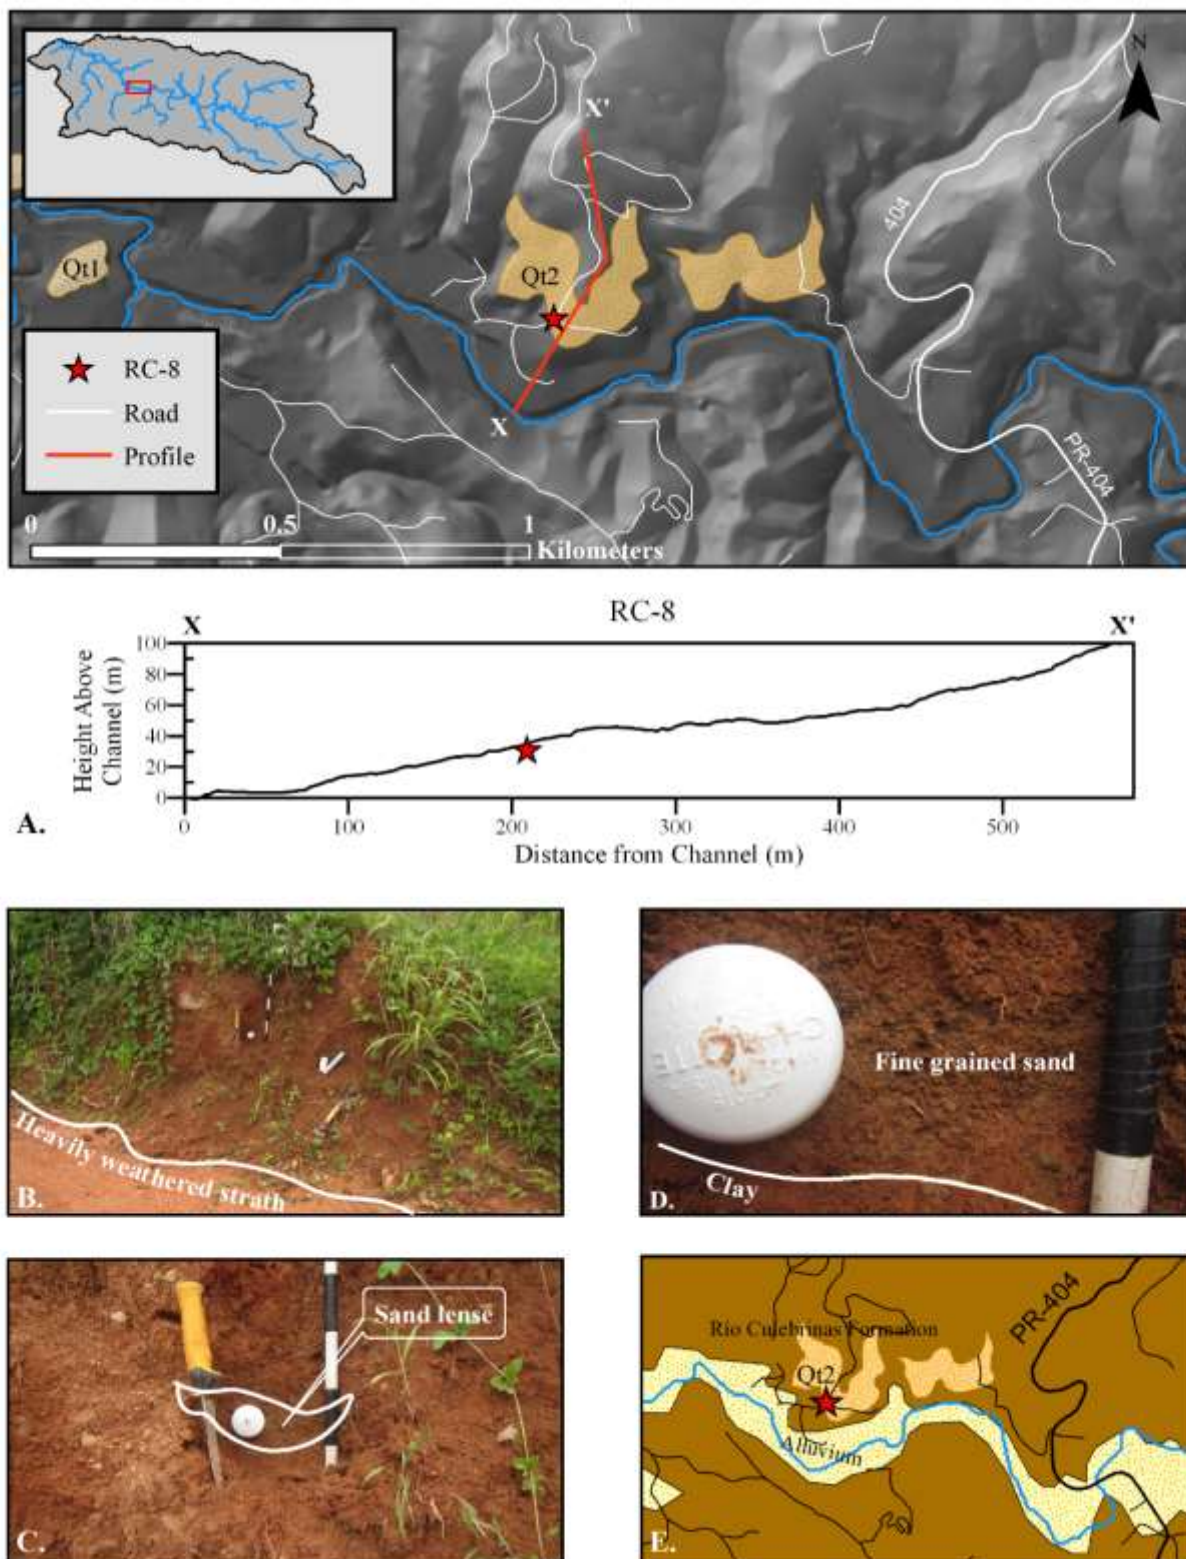 N
X'
404
Qt1
Qt2
RC-8
Road
X
Profile
PR-404
0
0.5
1
Kilometers
RC-8
X
X'
Height Above
Channel (m)
100
80
60
40
20
0
A.
0
100
200
300
400
500
Distance from Channel (m)
Heavily weathered strath
B.
Fine grained sand
Clay
D.
Sand lense
C.
PR-404
Río Culebrinas Formation
Qt2
Alluvium
E.